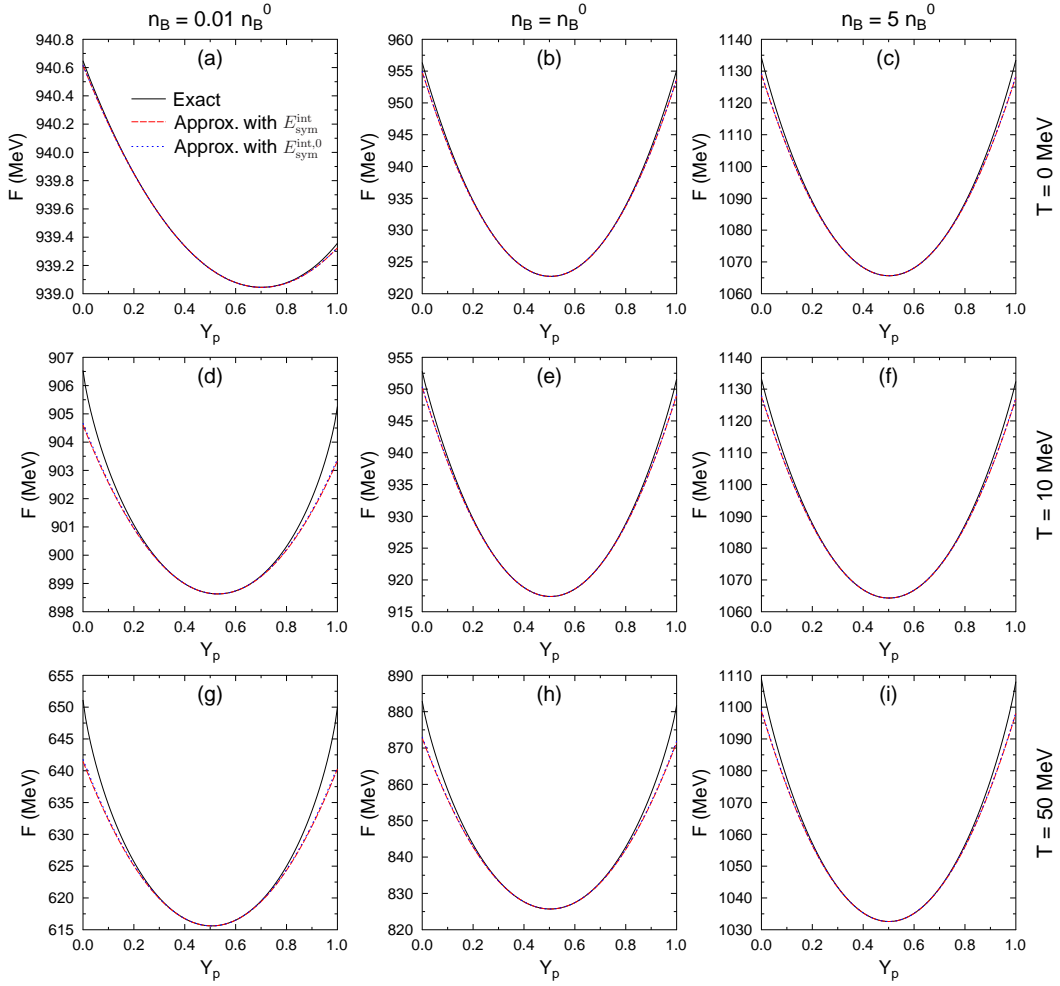 n_B = 0.01 n_B^0
n_B = n_B^0
n_B = 5 n_B^0
(a)
Exact
Approx. with E_sym^int
Approx. with E_sym^int,0
F (MeV)
940.8
940.6
940.4
940.2
940.0
939.8
939.6
939.4
939.2
939.0
0.0 0.2 0.4 0.6 0.8 1.0
Y_p
(b)
F (MeV)
960
955
950
945
940
935
930
925
920
0.0 0.2 0.4 0.6 0.8 1.0
Y_p
(c)
F (MeV)
1140
1130
1120
1110
1100
1090
1080
1070
1060
0.0 0.2 0.4 0.6 0.8 1.0
Y_p
T = 0 MeV
(d)
F (MeV)
907
906
905
904
903
902
901
900
899
898
0.0 0.2 0.4 0.6 0.8 1.0
Y_p
(e)
F (MeV)
955
950
945
940
935
930
925
920
915
0.0 0.2 0.4 0.6 0.8 1.0
Y_p
(f)
F (MeV)
1140
1130
1120
1110
1100
1090
1080
1070
1060
0.0 0.2 0.4 0.6 0.8 1.0
Y_p
T = 10 MeV
(g)
F (MeV)
655
650
645
640
635
630
625
620
615
0.0 0.2 0.4 0.6 0.8 1.0
Y_p
(h)
F (MeV)
890
880
870
860
850
840
830
820
0.0 0.2 0.4 0.6 0.8 1.0
Y_p
(i)
F (MeV)
1110
1100
1090
1080
1070
1060
1050
1040
1030
0.0 0.2 0.4 0.6 0.8 1.0
Y_p
T = 50 MeV